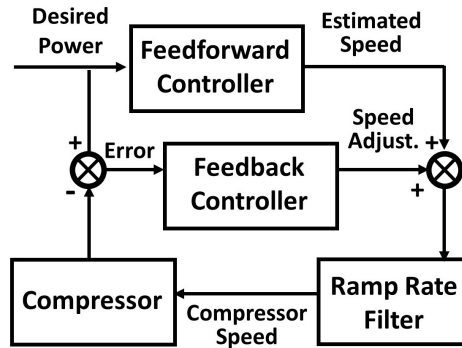 Desired
Power
Feedforward
Controller
Estimated
Speed
+
Error
-
Feedback
Controller
Speed
Adjust.
+
+
Compressor
Compressor
Speed
Ramp Rate
Filter